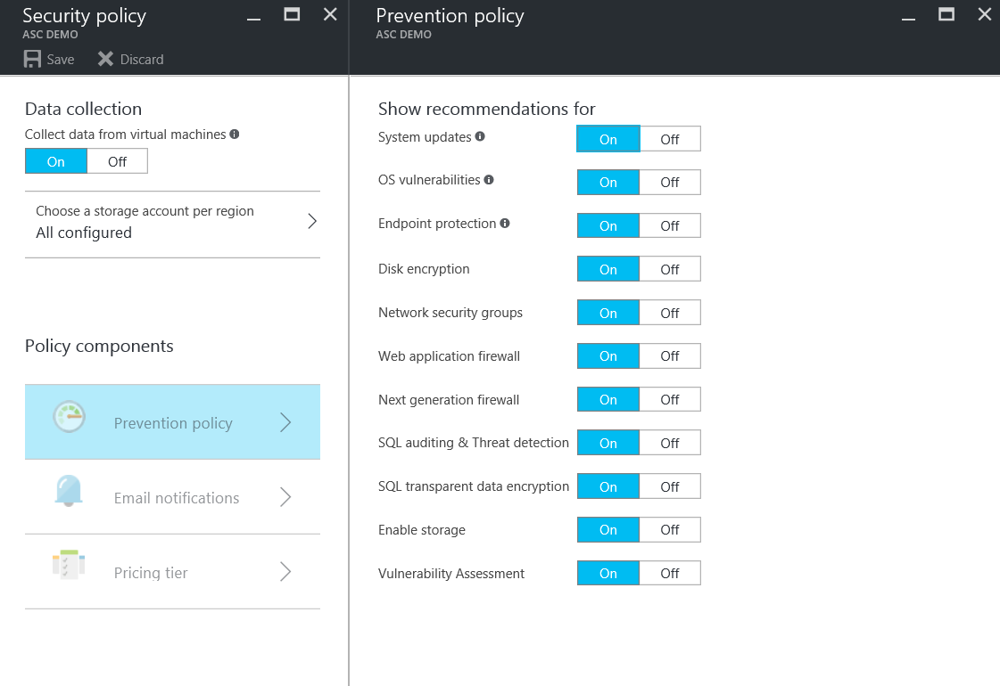 Security policy
ASC DEMO
Save Discard
Data collection
Collect data from virtual machines
On Off
Choose a storage account per region
All configured
Policy components
Prevention policy
Email notifications
Pricing tier
Prevention policy
ASC DEMO
Show recommendations for
System updates On Off
OS vulnerabilities On Off
Endpoint protection On Off
Disk encryption On Off
Network security groups On Off
Web application firewall On Off
Next generation firewall On Off
SQL auditing & Threat detection On Off
SQL transparent data encryption On Off
Enable storage On Off
Vulnerability Assessment On Off